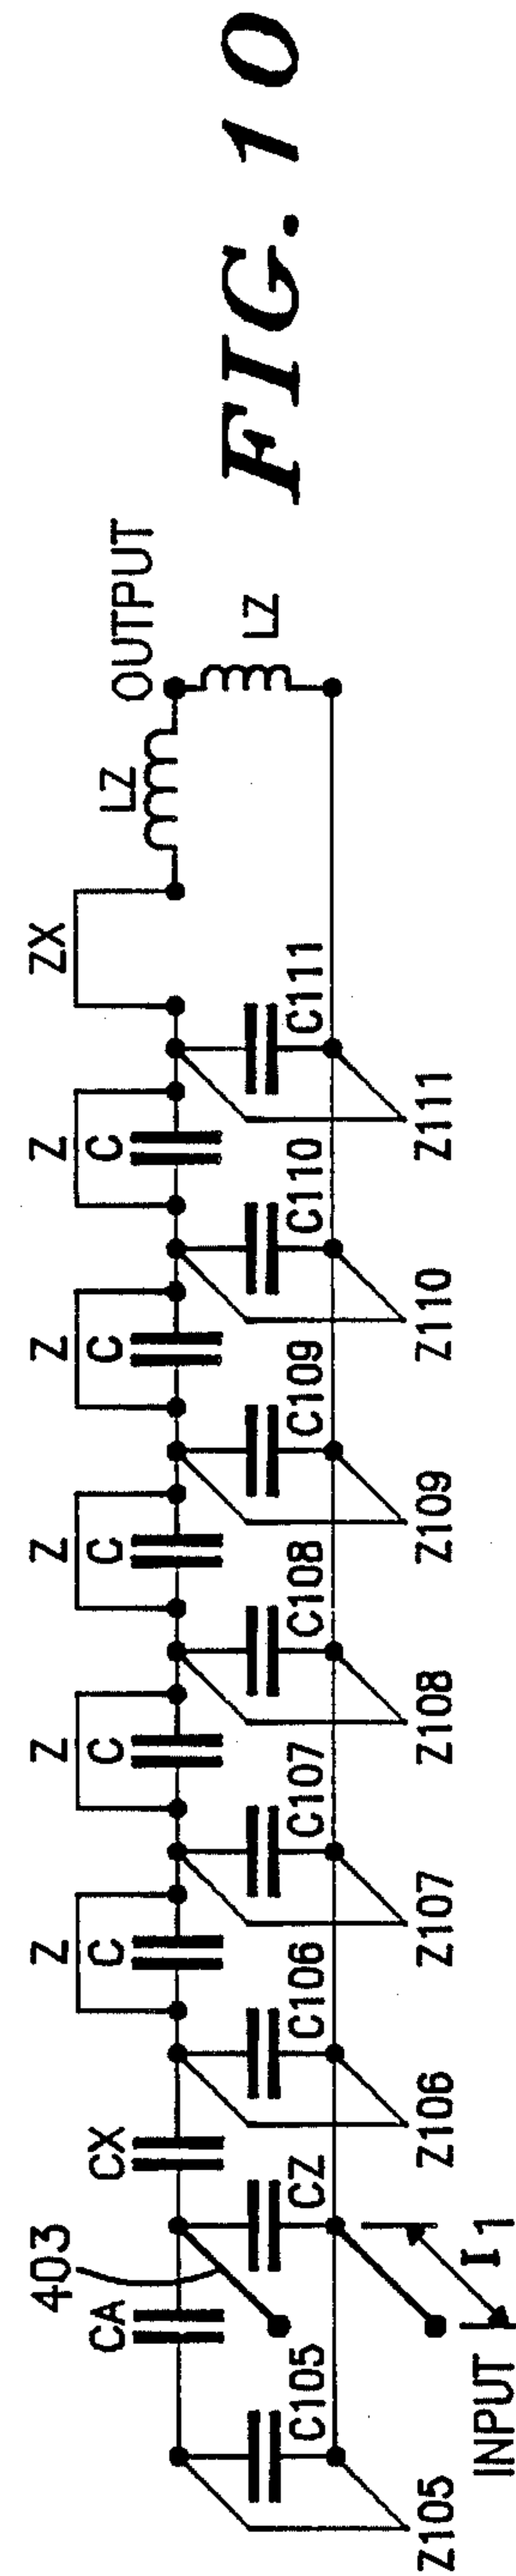 FIG. 10
OUTPUT
LZ
LZ
ZX
Z
C
Z
C
Z
C
Z
C
Z
C
CX
403
CA
C105
CZ
C106
C107
C108
C109
C110
C111
Z105
Z106
Z107
Z108
Z109
Z110
Z111
INPUT
I1